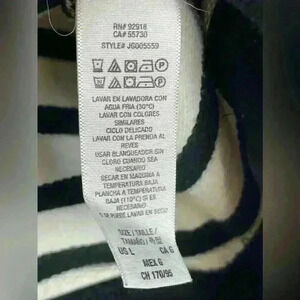 RN# 92918
CA# 55730
STYLE# JG005559
LAVAR EN LAVADORA CON
AGUA FRIA (30°C)
LAVAR CON COLORES
SIMILARES
CICLO DELICADO
LAVAR LA PRENDA AL
REVES
USAR BLANQUEADOR SIN
CLORO CUANDO SEA
NECESARIO
SECAR EN MAQUINA A
TEMPERATURA BAJA
PLANCHA A TEMPERATURA
BAJA (110°C) SI ES
NECESARIO
SIZE / TAILLE /
TAMAÑO /
US L CA G
MEX G
CH 170/95